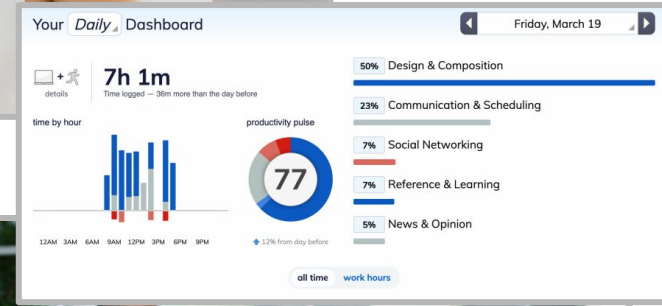 Your Daily Dashboard
Friday, March 19
details
7h 1m
Time logged — 36m more than the day before
time by hour
12AM 3AM 6AM 9AM 12PM 3PM 6PM 9PM
productivity pulse
77
12% from day before
50% Design & Composition
23% Communication & Scheduling
7% Social Networking
7% Reference & Learning
5% News & Opinion
all time work hours